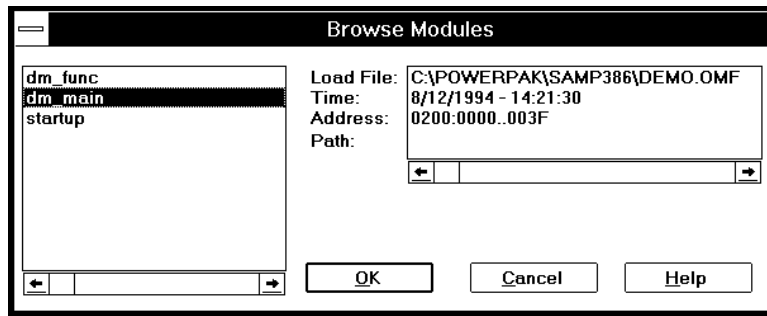 Browse Modules
dm_func
dm_main
startup
Load File: C:\POWERPAK\SAMP386\DEMO.OMF
Time: 8/12/1994 - 14:21:30
Address: 0200:0000..003F
Path:
OK Cancel Help